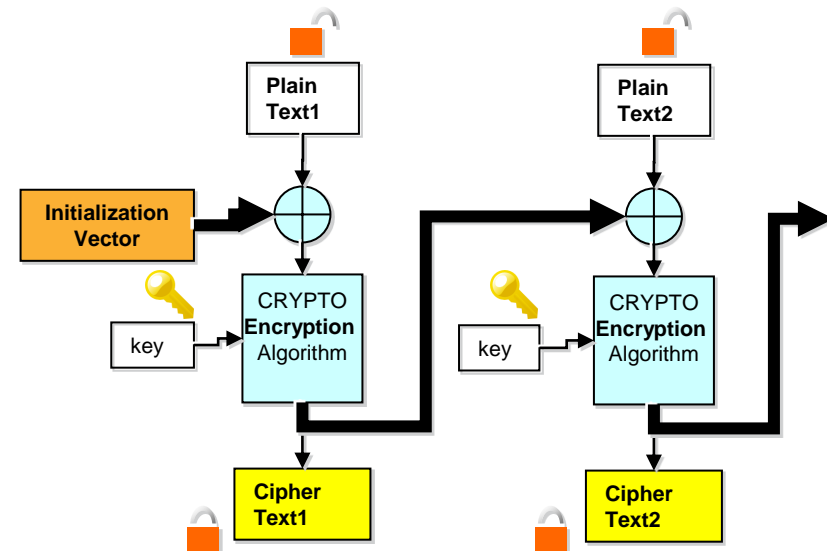 Plain
Text1
Plain
Text2
Initialization
Vector
CRYPTO
Encryption
Algorithm
key
CRYPTO
Encryption
Algorithm
key
Cipher
Text1
Cipher
Text2